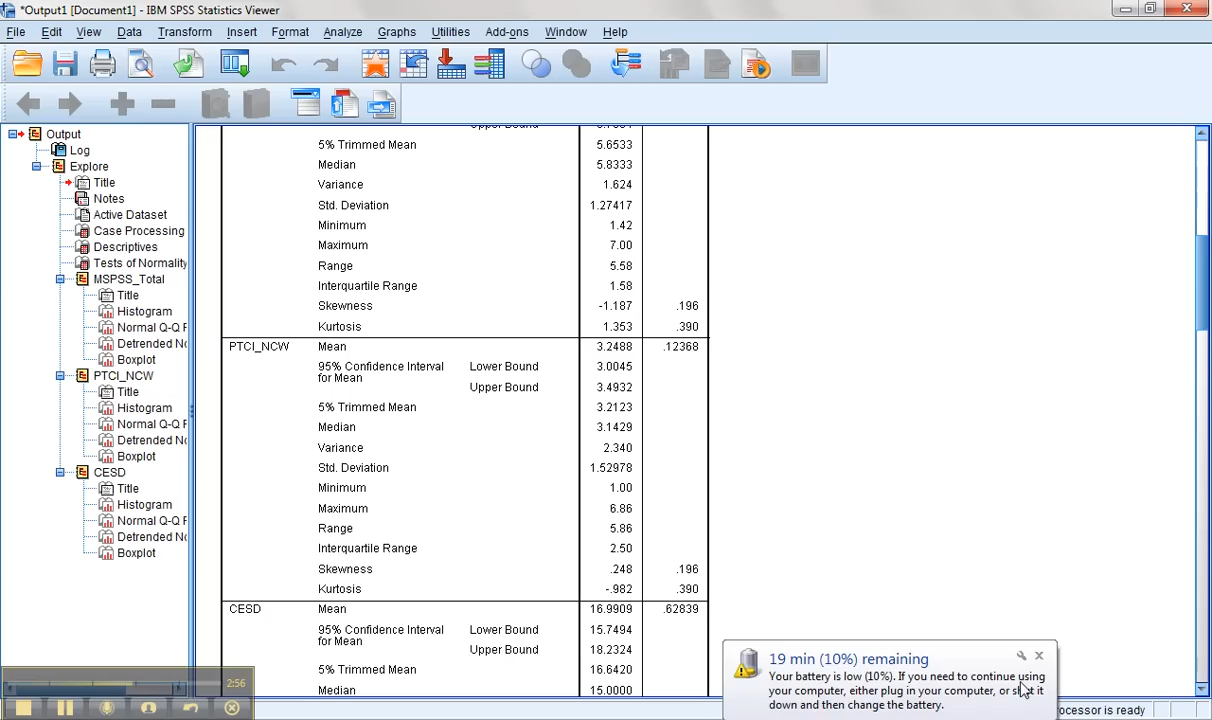 *Output1 [Document1] - IBM SPSS Statistics Viewer
File Edit View Data Transform Insert Format Analyze Graphs Utilities Add-ons Window Help
Output
Log
Explore
Title
Notes
Active Dataset
Case Processing
Descriptives
Tests of Normality
MSPSS_Total
Title
Histogram
Normal Q-Q P
Detrended No
Boxplot
PTCI_NCW
Title
Histogram
Normal Q-Q P
Detrended No
Boxplot
CESD
Title
Histogram
Normal Q-Q P
Detrended No
Boxplot
Upper Bound
5% Trimmed Mean 5.6533
Median 5.8333
Variance 1.624
Std. Deviation 1.27417
Minimum 1.42
Maximum 7.00
Range 5.58
Interquartile Range 1.58
Skewness -1.187 .196
Kurtosis 1.353 .390
PTCI_NCW Mean 3.2488 .12368
95% Confidence Interval for Mean Lower Bound 3.0045
Upper Bound 3.4932
5% Trimmed Mean 3.2123
Median 3.1429
Variance 2.340
Std. Deviation 1.52978
Minimum 1.00
Maximum 6.86
Range 5.86
Interquartile Range 2.50
Skewness .248 .196
Kurtosis -.982 .390
CESD Mean 16.9909 .62839
95% Confidence Interval for Mean Lower Bound 15.7494
Upper Bound 18.2324
5% Trimmed Mean 16.6420
Median 15.0000
19 min (10%) remaining
Your battery is low (10%). If you need to continue using
your computer, either plug in your computer, or shut it
down and then change the battery.
2:56
ocessor is ready